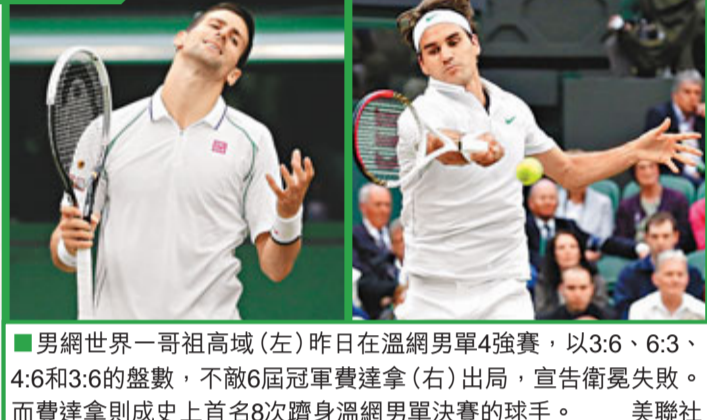 ■男網世界一哥祖高域(左)昨日在溫網男單4強賽，以3:6、6:3、
4:6和3:6的盤數，不敵6屆冠軍費達拿(右)出局，宣告衛冕失敗。
而費達拿則成史上首名8次躋身溫網男單決賽的球手。 美聯社